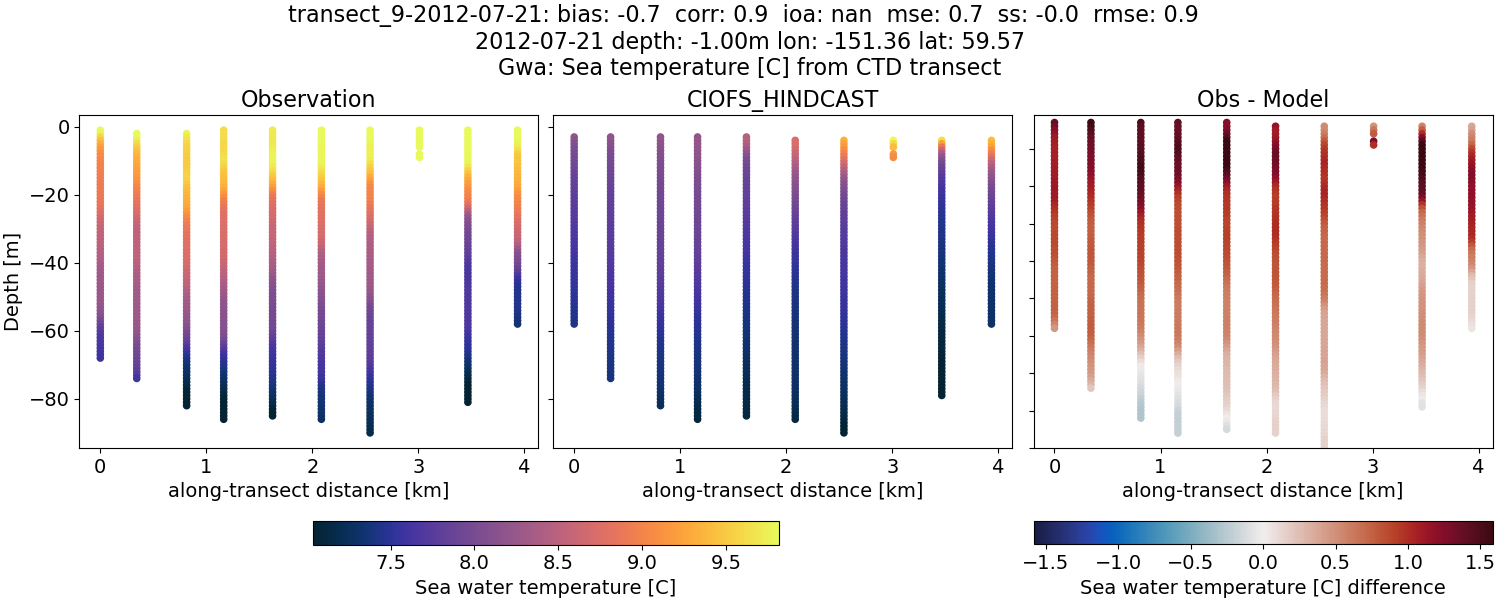 transect_9-2012-07-21: bias: -0.7  corr: 0.9  ioa: nan  mse: 0.7  ss: -0.0  rmse: 0.9
2012-07-21 depth: -1.00m lon: -151.36 lat: 59.57
Gwa: Sea temperature [C] from CTD transect
Observation
CIOFS_HINDCAST
Obs - Model
Depth [m]
0
−20
−40
−60
−80
0 1 2 3 4
0 1 2 3 4
0 1 2 3 4
along-transect distance [km]
along-transect distance [km]
along-transect distance [km]
7.5 8.0 8.5 9.0 9.5
Sea water temperature [C]
−1.5 −1.0 −0.5 0.0 0.5 1.0 1.5
Sea water temperature [C] difference